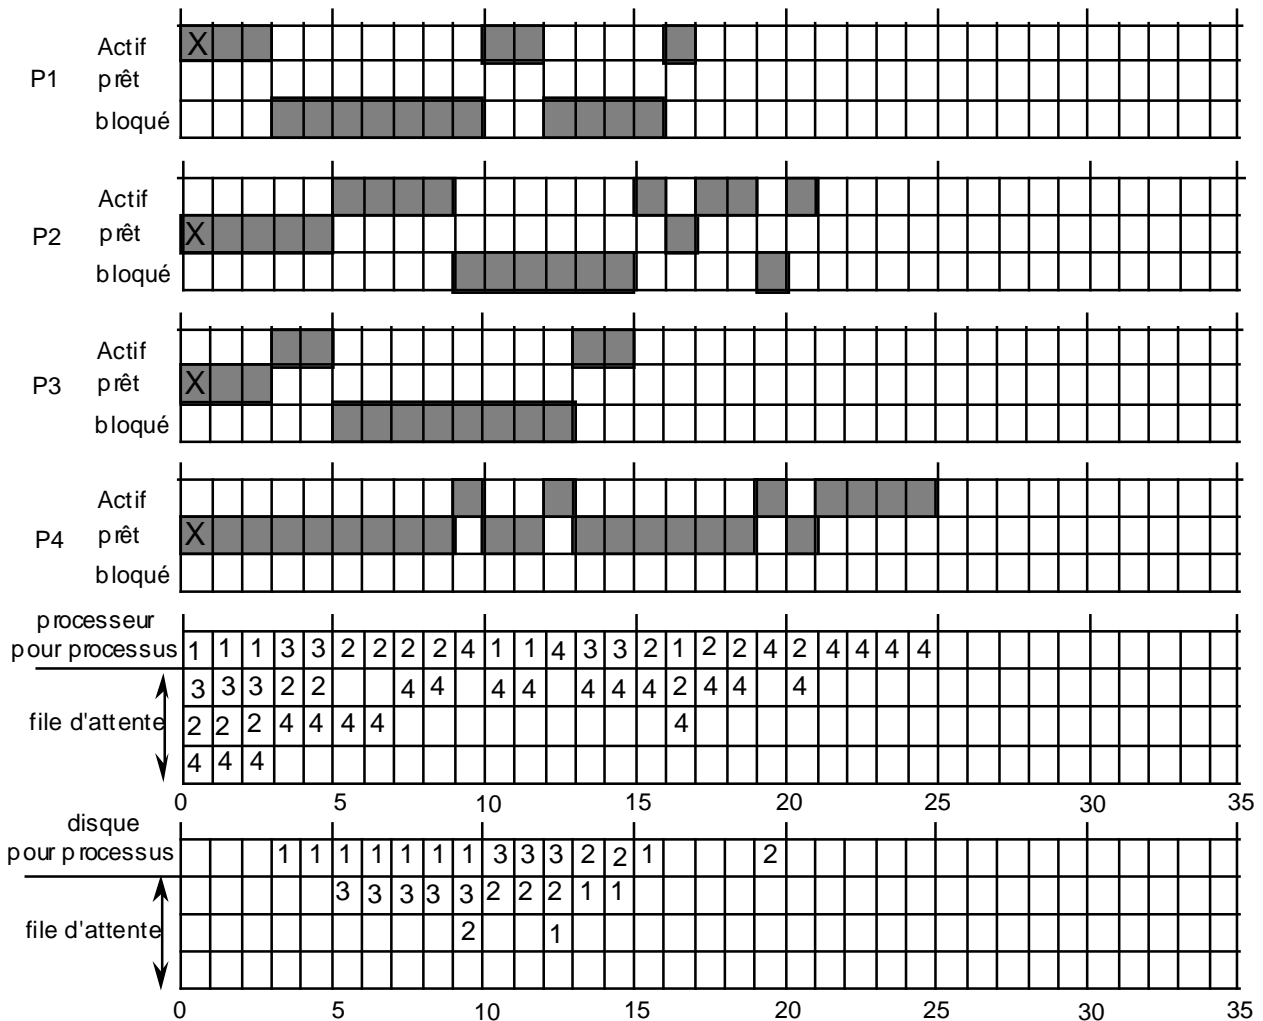 Actif X
P1 prêt
bloqué
Actif
P2 prêt X
bloqué
Actif
P3 prêt X
bloqué
Actif
P4 prêt X
bloqué
processeur
pour processus 1 1 1 3 3 2 2 2 2 4 1 1 4 3 3 2 1 2 2 4 2 4 4 4 4
3 3 3 2 2 4 4 4 4 4 4 4 2 4 4 4
file d'attente 2 2 2 4 4 4 4 4
4 4 4
0 5 10 15 20 25 30 35
disque
pour processus 1 1 1 1 1 1 1 3 3 3 2 2 1 2
3 3 3 3 3 2 2 2 1 1
file d'attente 2 1
0 5 10 15 20 25 30 35